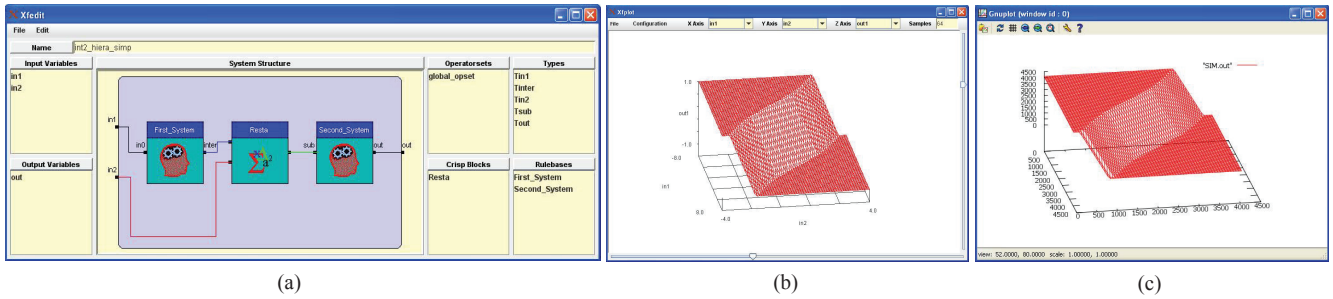 Xfedit
File Edit
Name int2_hiera_simp
Input Variables
in1
in2
Output Variables
out
System Structure
in1
in2
First_System
in0
inter
Resta
Σa²
sub
Second_System
out
out
Operatorsets
global_opset
Crisp Blocks
Resta
Types
Tin1
Tinter
Tin2
Tsub
Tout
Rulebases
First_System
Second_System
(a)
Xfplot
File Configuration X Axis in1 Y Axis in2 Z Axis out1 Samples 64
1.0
out1
-1.0
-8.0
in1
8.0
-4.0
in2
4.0
(b)
Gnuplot (window id : 0)
"SIM.out"
4500
4000
3500
3000
2500
2000
1500
1000
500
0
0
500
1000
1500
2000
2500
3000
3500
4000
4500
0 500 1000 1500 2000 2500 3000 3500 4000 4500
view: 52.0000, 80.0000 scale: 1.00000, 1.00000
(c)